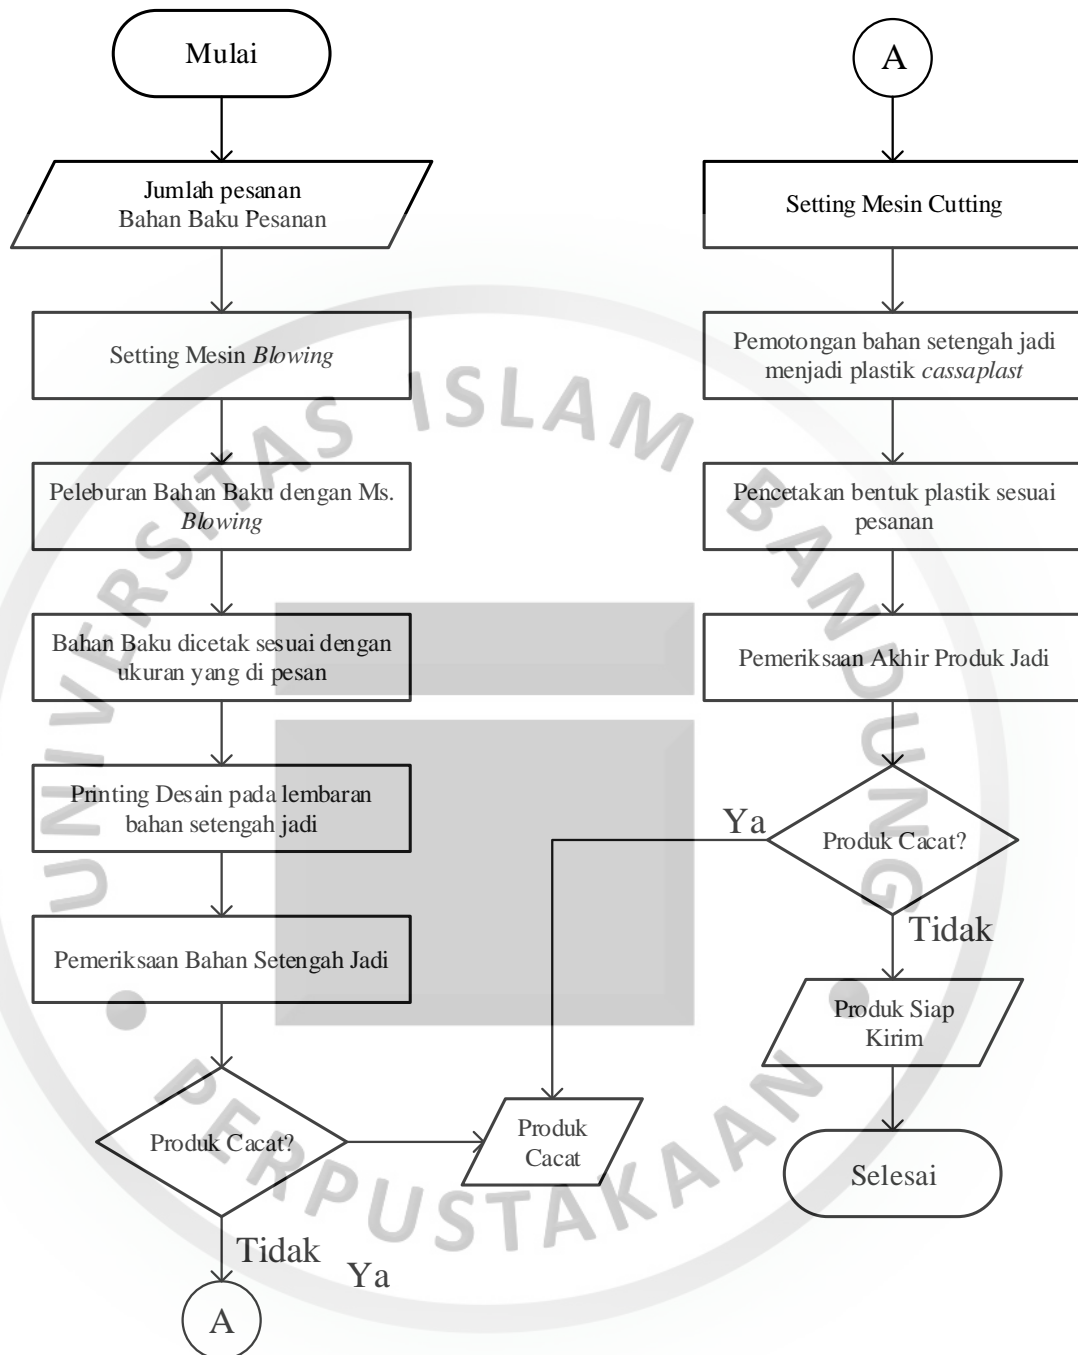 Mulai
Jumlah pesanan
Bahan Baku Pesanan
Setting Mesin Blowing
Peleburan Bahan Baku dengan Ms.
Blowing
Bahan Baku dicetak sesuai dengan
ukuran yang di pesan
Printing Desain pada lembaran
bahan setengah jadi
Pemeriksaan Bahan Setengah Jadi
Produk Cacat?
Tidak
Ya
A
Produk
Cacat
A
Setting Mesin Cutting
Pemotongan bahan setengah jadi
menjadi plastik cassaplast
Pencetakan bentuk plastik sesuai
pesanan
Pemeriksaan Akhir Produk Jadi
Ya
Produk Cacat?
Tidak
Produk Siap
Kirim
Selesai
UNIVERSITAS ISLAM BANDUNG
• PERPUSTAKAAN •